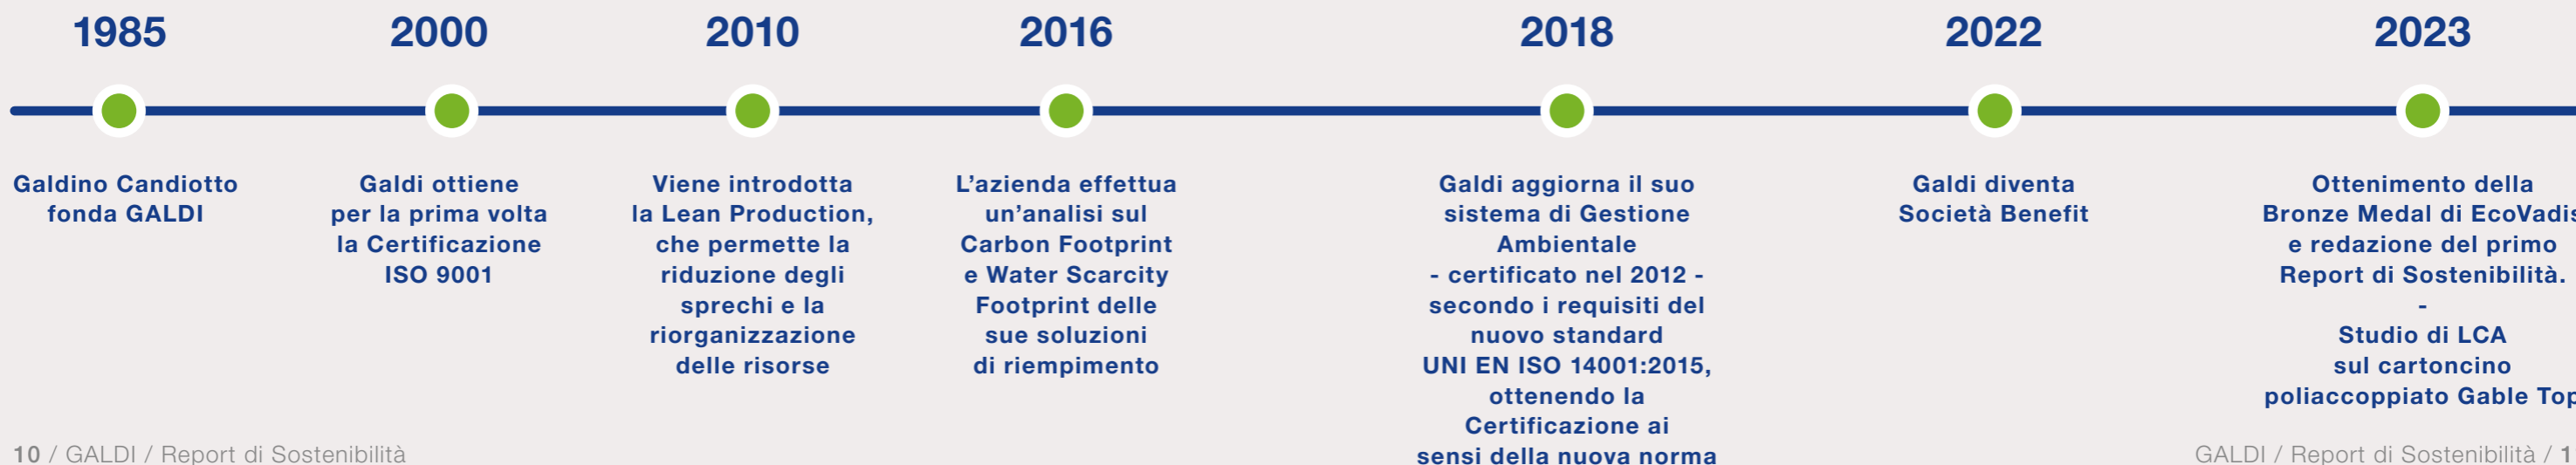 1985
Galdino Candiotto
fonda GALDI
2000
Galdi ottiene
per la prima volta
la Certificazione
ISO 9001
2010
Viene introdotta
la Lean Production,
che permette la
riduzione degli
sprechi e la
riorganizzazione
delle risorse
2016
L’azienda effettua
un’analisi sul
Carbon Footprint
e Water Scarcity
Footprint delle
sue soluzioni
di riempimento
2018
Galdi aggiorna il suo
sistema di Gestione
Ambientale
- certificato nel 2012 -
secondo i requisiti del
nuovo standard
UNI EN ISO 14001:2015,
ottenendo la
Certificazione ai
sensi della nuova norma
2022
Galdi diventa
Società Benefit
2023
Ottenimento della
Bronze Medal di EcoVadis
e redazione del primo
Report di Sostenibilità.
-
Studio di LCA
sul cartoncino
poliaccoppiato Gable Top
10 / GALDI / Report di Sostenibilità
GALDI / Report di Sostenibilità / 1